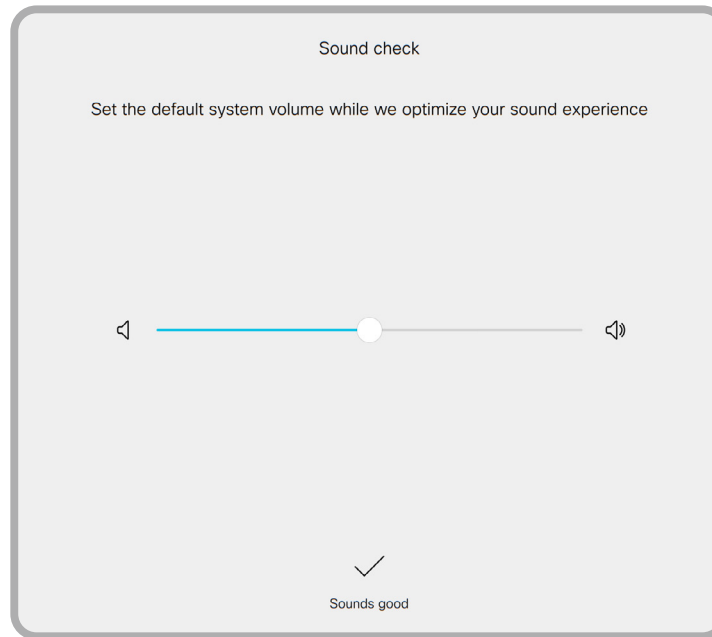 Sound check
Set the default system volume while we optimize your sound experience
Sounds good